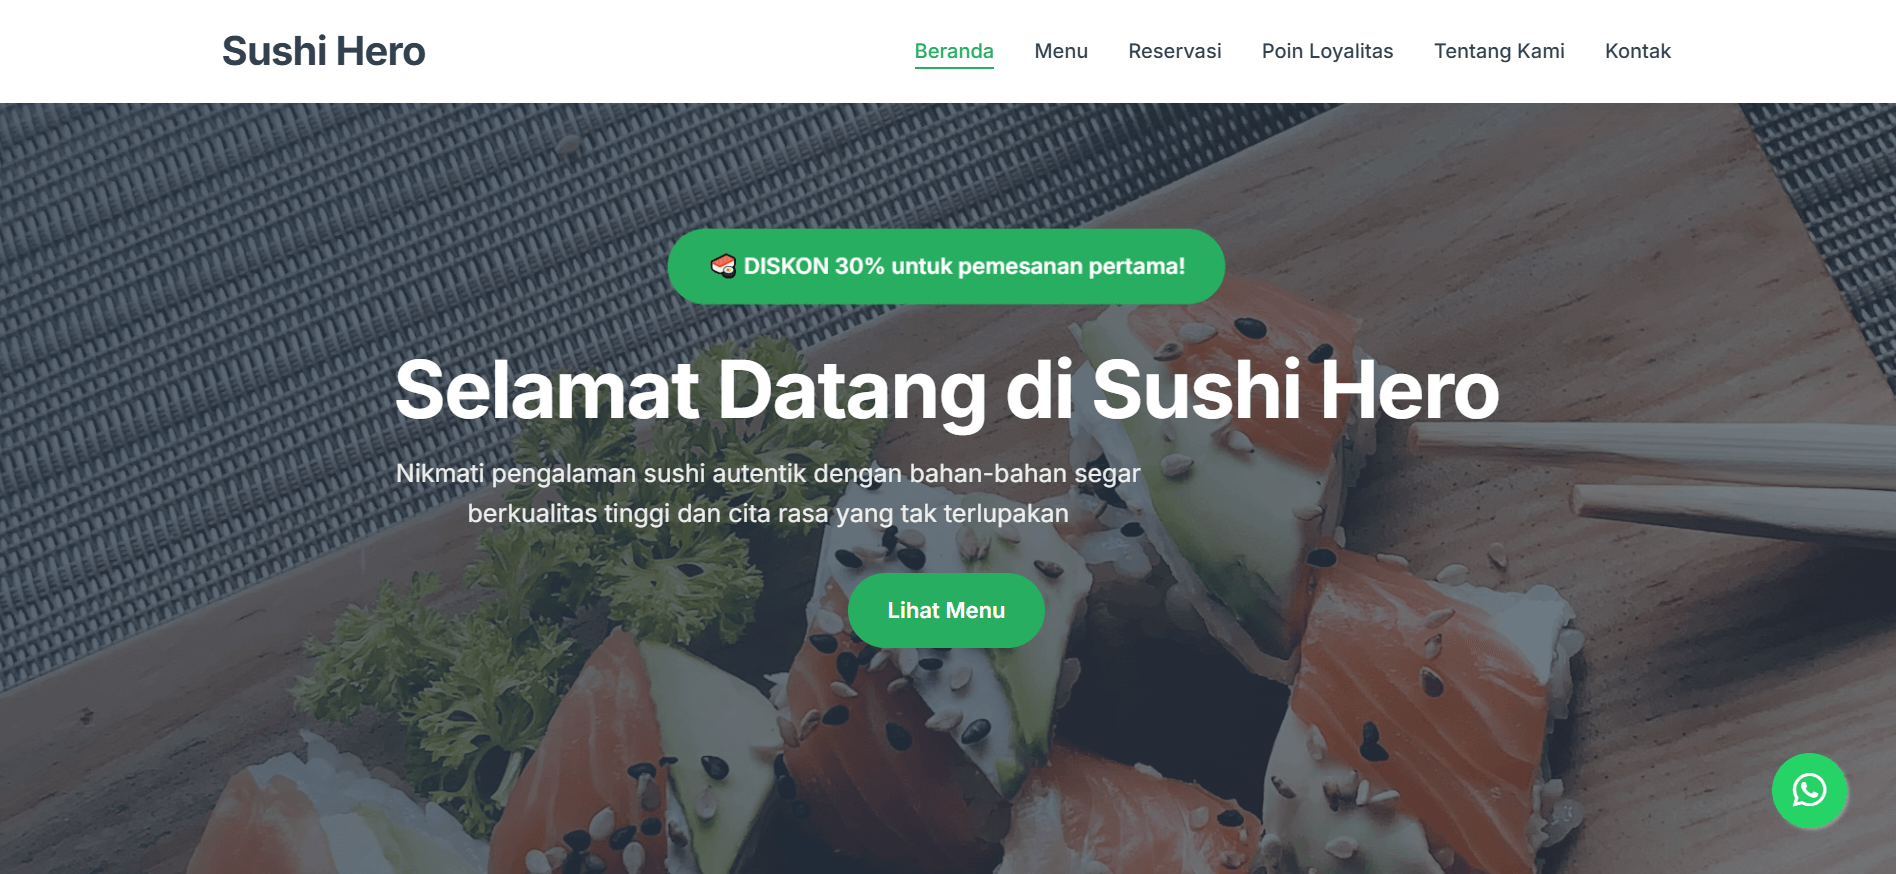 Sushi Hero
Beranda Menu Reservasi Poin Loyalitas Tentang Kami Kontak
🍣 DISKON 30% untuk pemesanan pertama!
Selamat Datang di Sushi Hero
Nikmati pengalaman sushi autentik dengan bahan-bahan segar
berkualitas tinggi dan cita rasa yang tak terlupakan
Lihat Menu